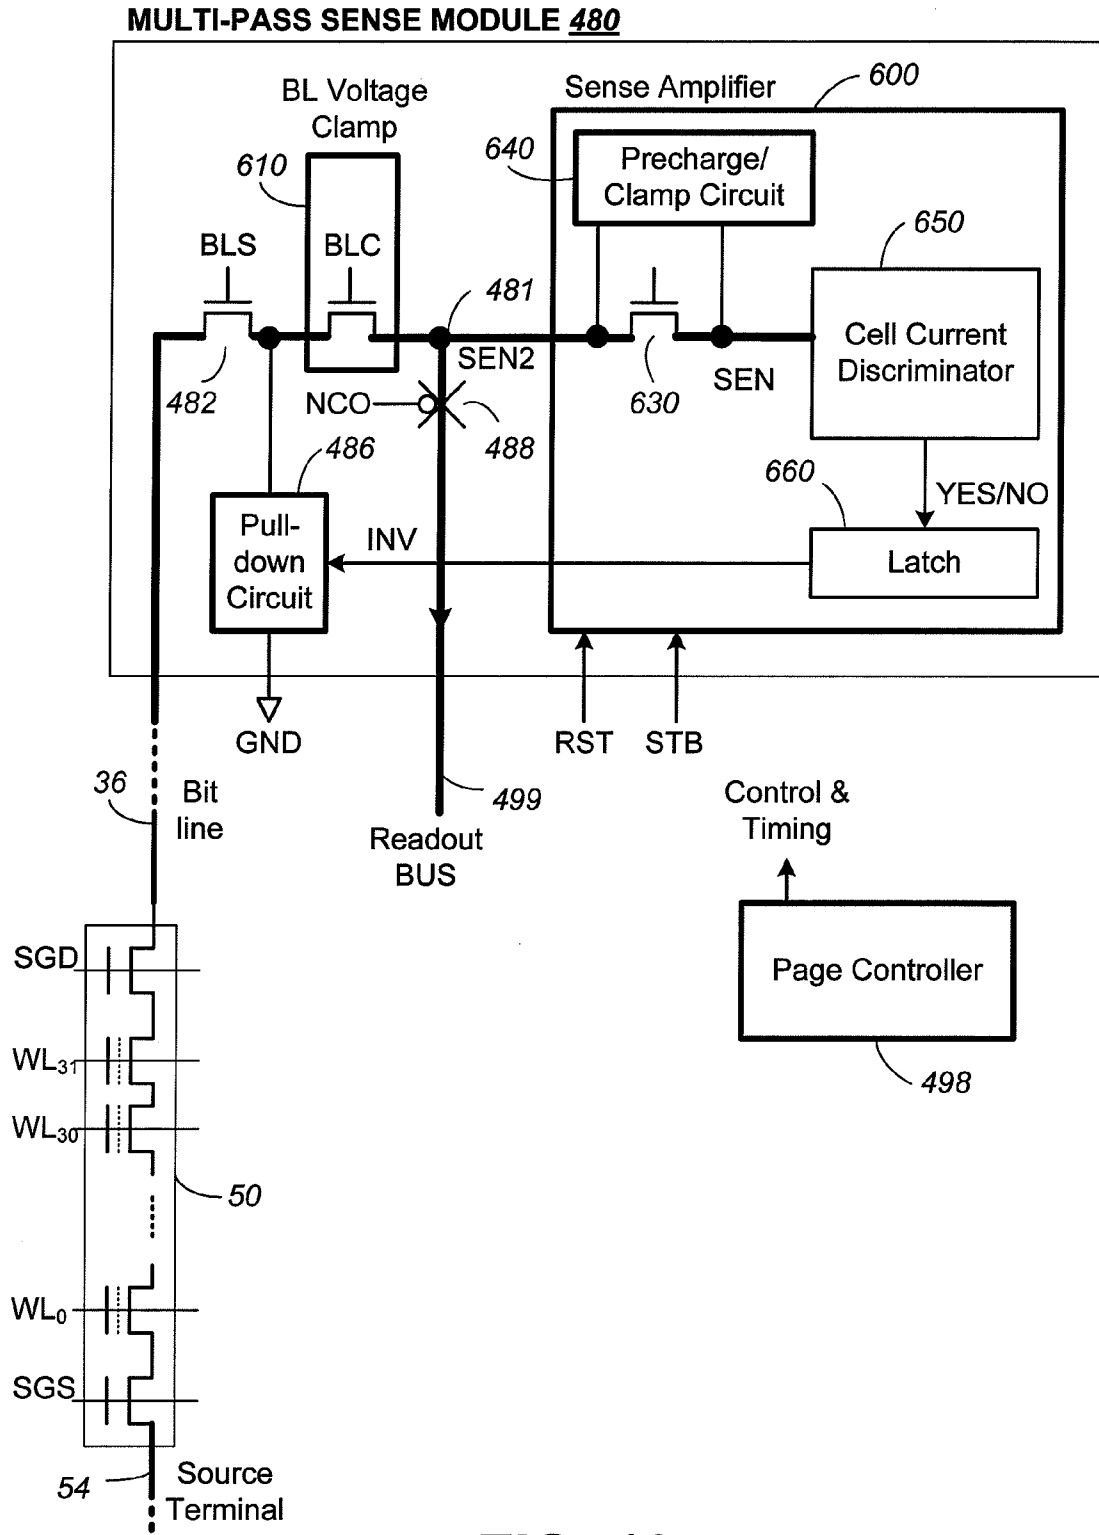 MULTI-PASS SENSE MODULE 480
600
Sense Amplifier
BL Voltage
Clamp
640
Precharge/
Clamp Circuit
610
650
BLS
BLC
481
SEN2
Cell Current
Discriminator
SEN
482
630
NCO
488
486
660
YES/NO
Pull-
down
Circuit
INV
Latch
GND
RST
STB
36
Bit
line
499
Control &
Timing
Readout
BUS
SGD
Page Controller
WL31
498
WL30
50
WL0
SGS
54
Source
Terminal